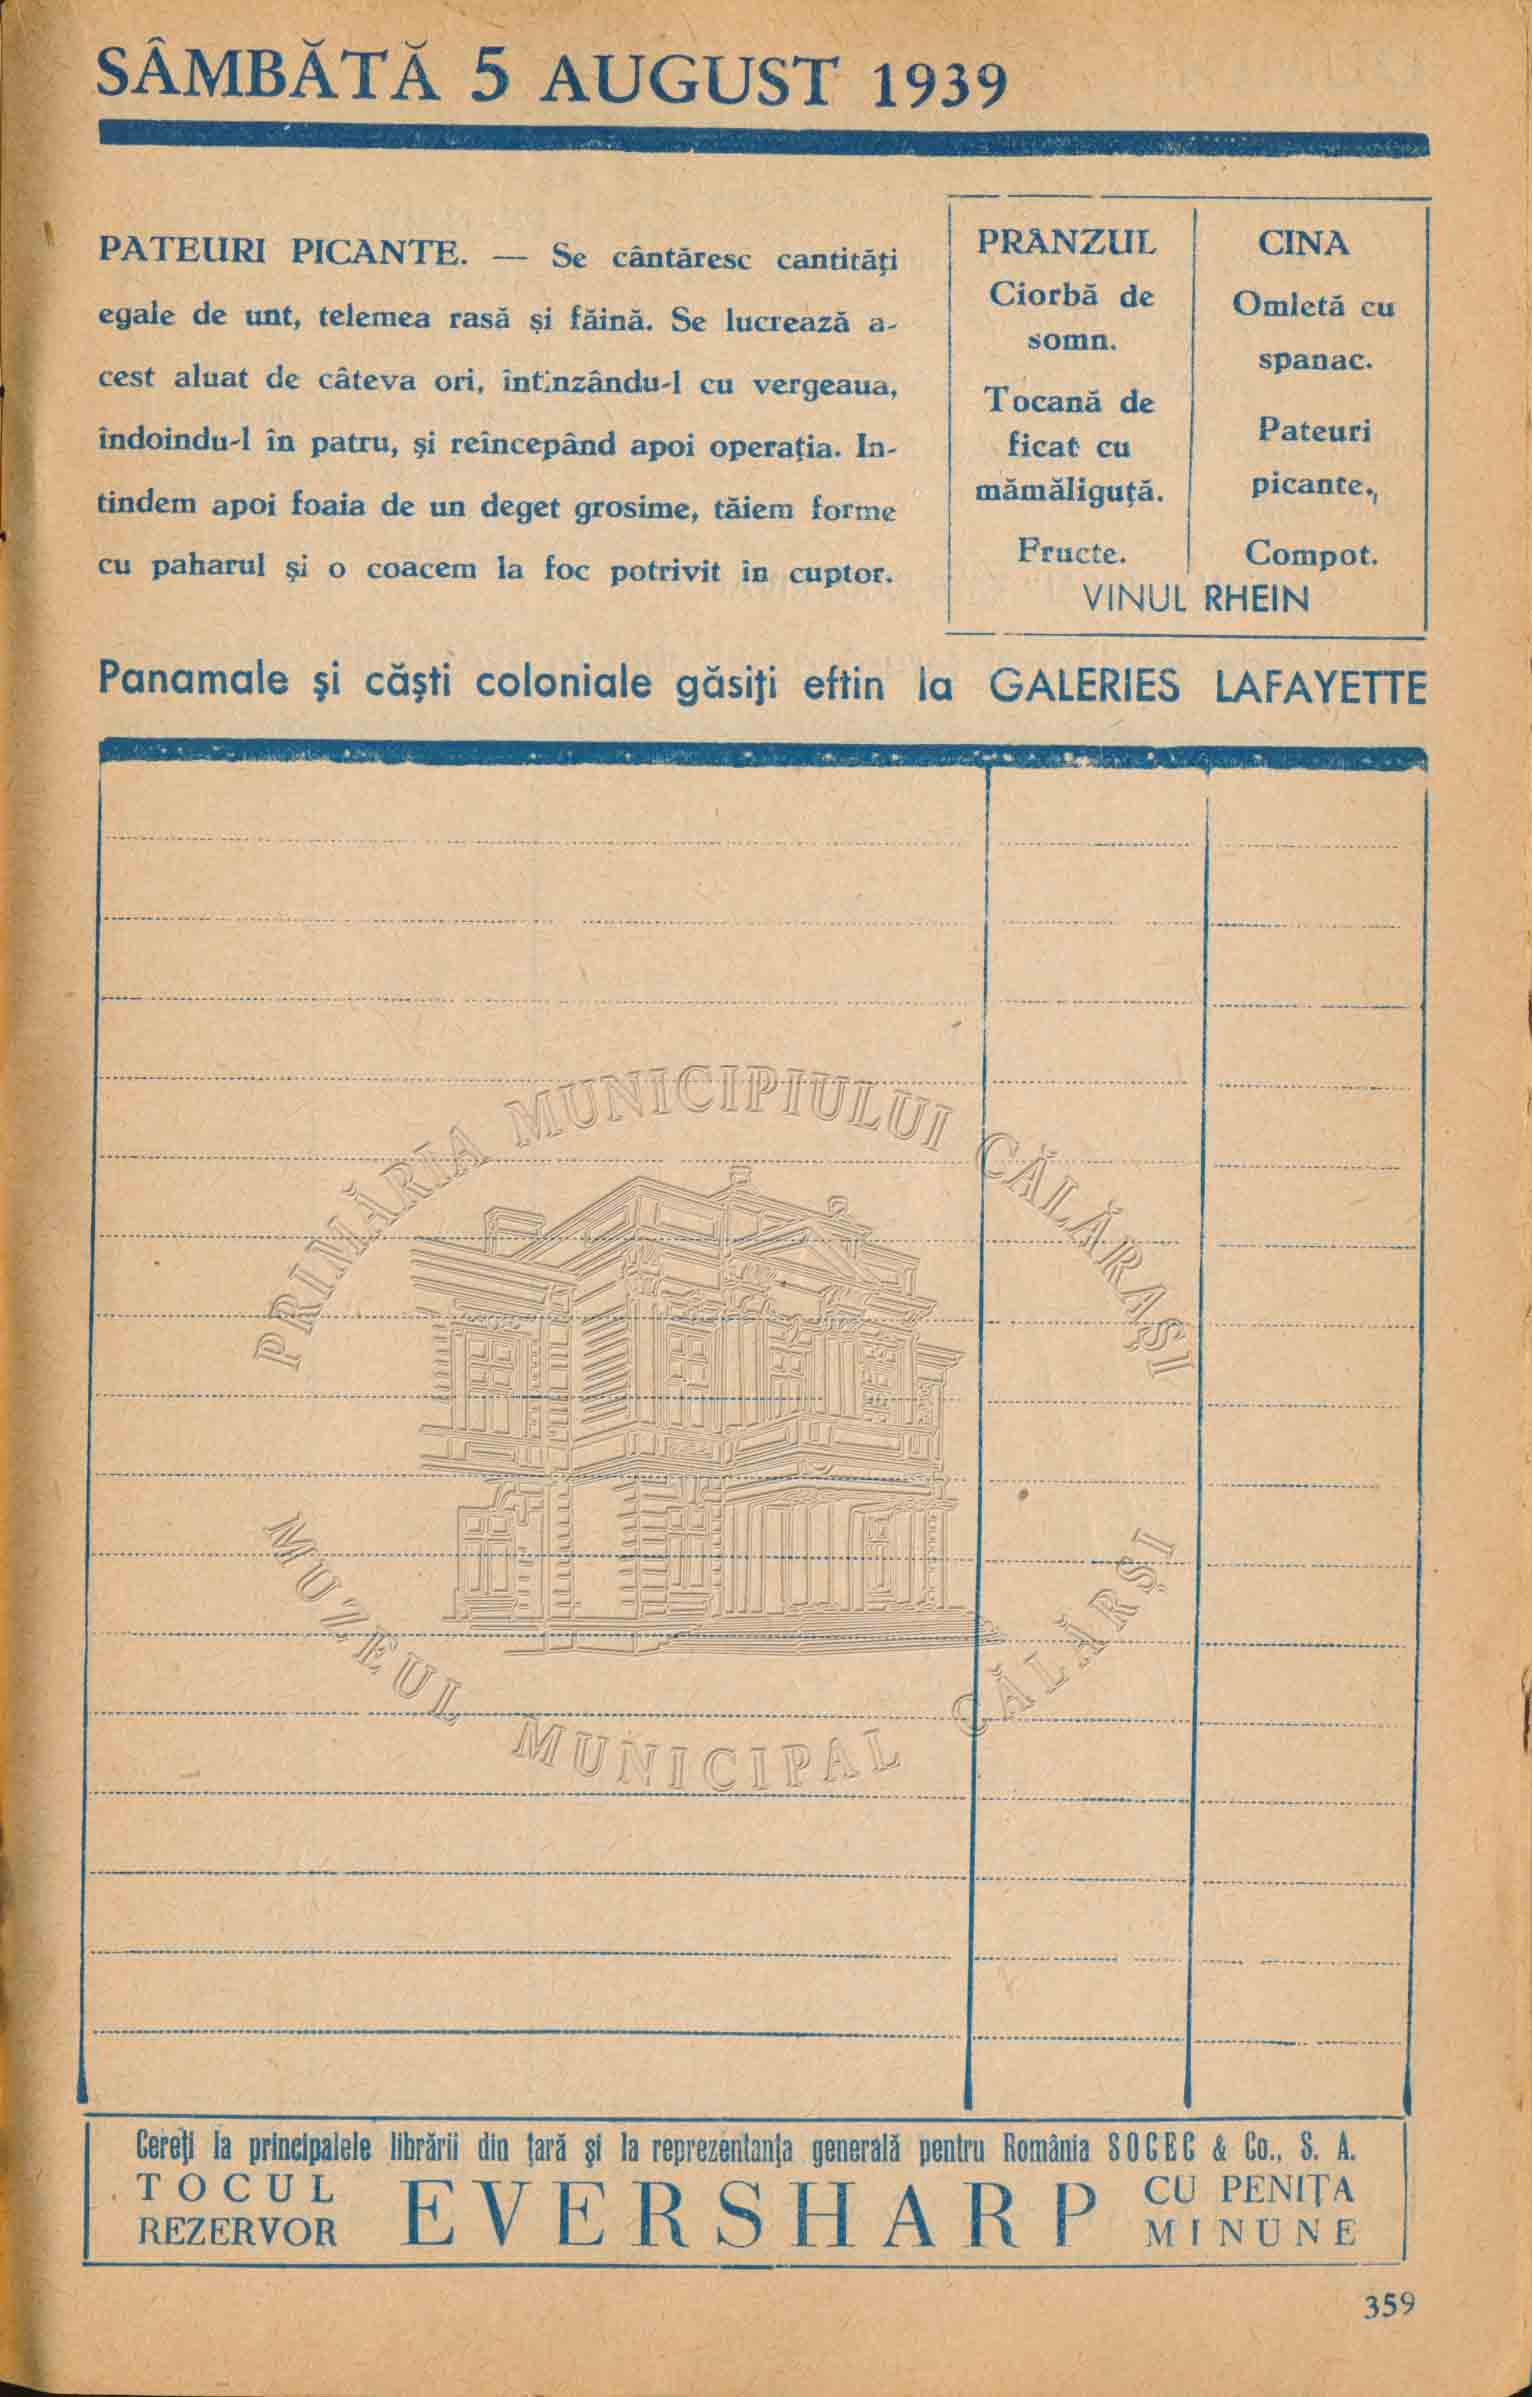 SÂMBĂTĂ 5 AUGUST 1939
PATEURI PICANTE. — Se cântăresc cantităţi
egale de unt, telemea rasă şi făină. Se lucrează a-
cest aluat de câteva ori, intinzându-l cu vergeaua,
îndoindu-l în patru, şi reîncepând apoi operaţia. In-
tindem apoi foaia de un deget grosime, tăiem forme
cu paharul şi o coacem la foc potrivit în cuptor.
PRANZUL
Ciorbă de
somn.
Tocană de
ficat cu
mămăliguţă.
Fructe.
CINA
Omletă cu
spanac.
Pateuri
picante.
Compot.
VINUL RHEIN
Panamale şi căşti coloniale găsiţi eftin la GALERIES LAFAYETTE
PRIMĂRIA MUNICIPIULUI CĂLĂRAȘI
MUZEUL MUNICIPAL CĂLĂRȘI
Cereţi la principalele librării din ţară şi la reprezentanţa generală pentru România SOCEC & Co., S. A.
TOCUL
REZERVOR
EVERSHARP
CU PENIŢA
MINUNE
359